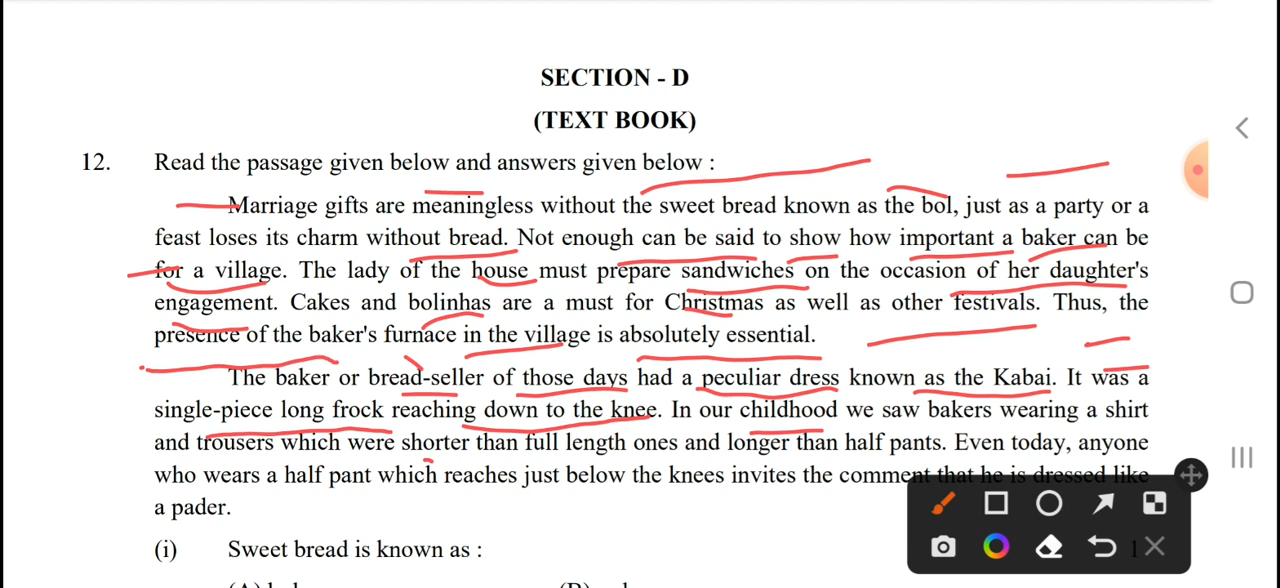 SECTION - D
(TEXT BOOK)
12. Read the passage given below and answers given below :
Marriage gifts are meaningless without the sweet bread known as the bol, just as a party or a
feast loses its charm without bread. Not enough can be said to show how important a baker can be
for a village. The lady of the house must prepare sandwiches on the occasion of her daughter's
engagement. Cakes and bolinhas are a must for Christmas as well as other festivals. Thus, the
presence of the baker's furnace in the village is absolutely essential.
The baker or bread-seller of those days had a peculiar dress known as the Kabai. It was a
single-piece long frock reaching down to the knee. In our childhood we saw bakers wearing a shirt
and trousers which were shorter than full length ones and longer than half pants. Even today, anyone
who wears a half pant which reaches just below the knees invites the comment that he is dressed like
a pader.
(i) Sweet bread is known as :